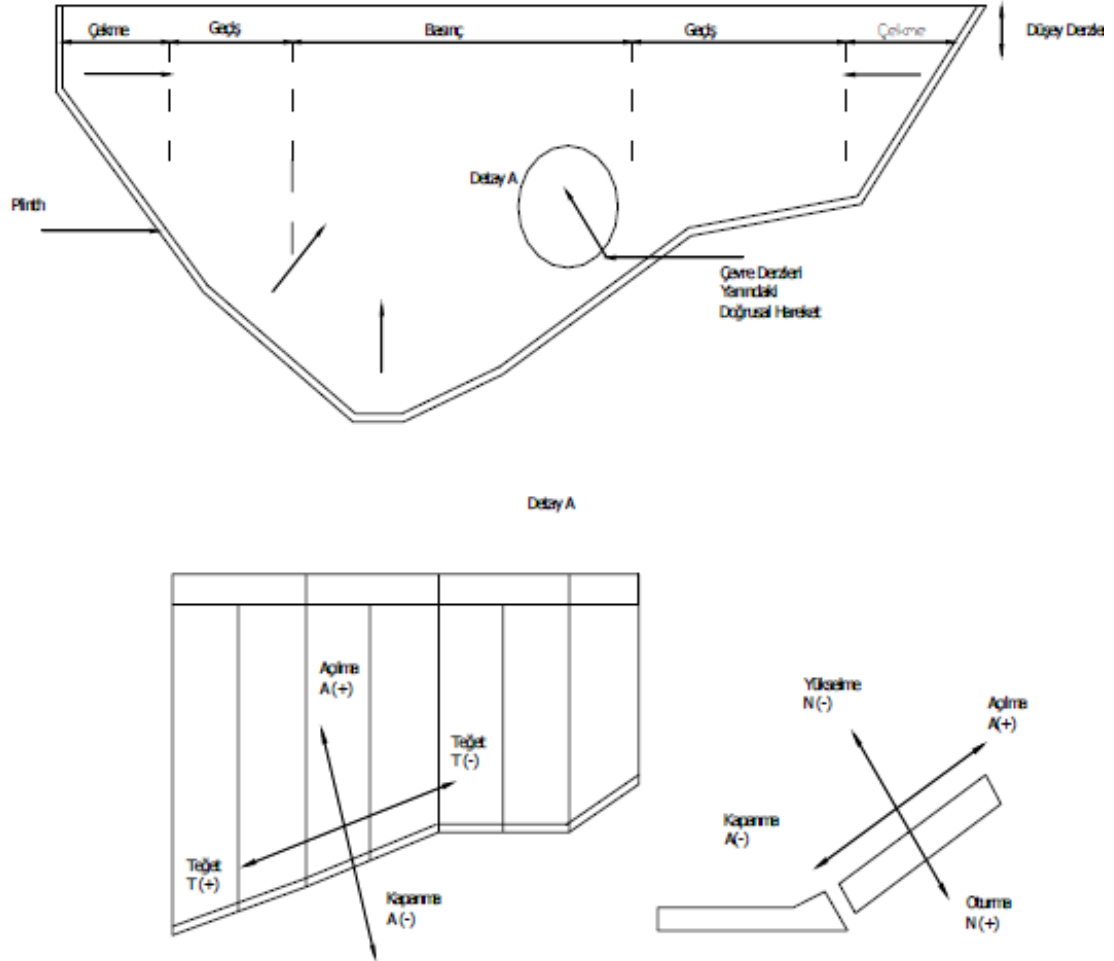 Çekme
Geçiş
Basınç
Geçiş
Çekme
Düşey Derzler
Detay A
Plinth
Çevre Derzleri
Yanındaki
Doğrusal Hareket
Detay A
Açılma
A (+)
Teğet
T (-)
Teğet
T (+)
Kapanma
A (-)
Yükselme
N (-)
Açılma
A(+)
Kapanma
A(-)
Oturma
N (+)